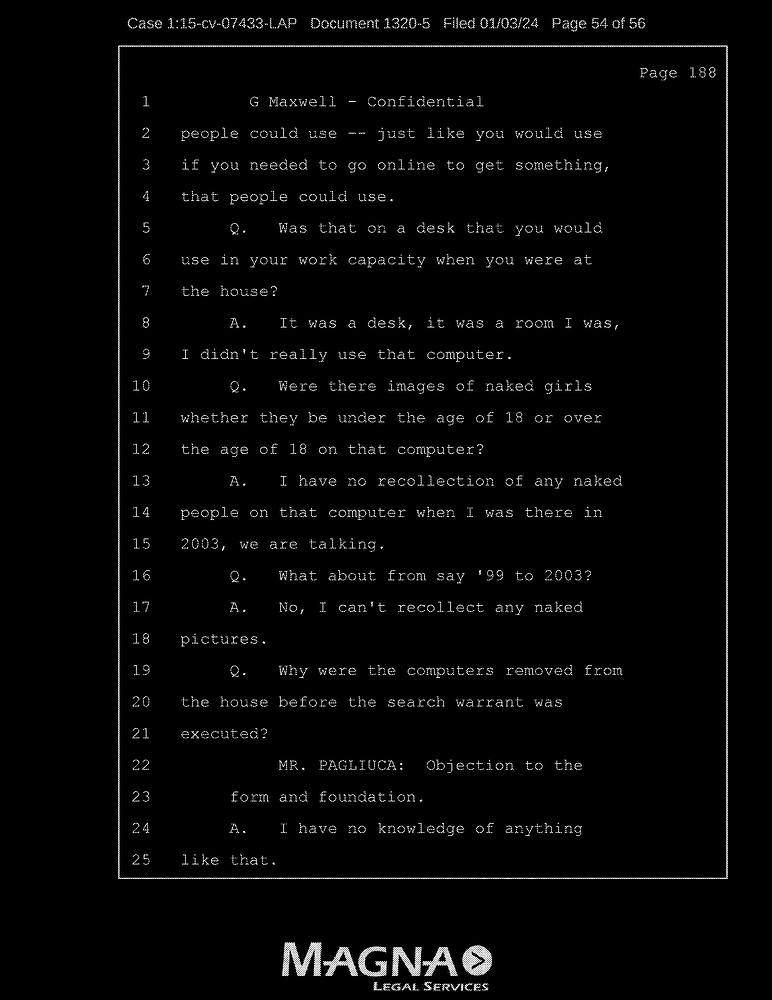 Case 1:15-cv-07433-LAP Document 1320-5 Filed 01/03/24 Page 54 of 56
Page 188
1 G Maxwell - Confidential
2 people could use -- just like you would use
3 if you needed to go online to get something,
4 that people could use.
5 Q. Was that on a desk that you would
6 use in your work capacity when you were at
7 the house?
8 A. It was a desk, it was a room I was,
9 I didn't really use that computer.
10 Q. Were there images of naked girls
11 whether they be under the age of 18 or over
12 the age of 18 on that computer?
13 A. I have no recollection of any naked
14 people on that computer when I was there in
15 2003, we are talking.
16 Q. What about from say '99 to 2003?
17 A. No, I can't recollect any naked
18 pictures.
19 Q. Why were the computers removed from
20 the house before the search warrant was
21 executed?
22 MR. PAGLIUCA: Objection to the
23 form and foundation.
24 A. I have no knowledge of anything
25 like that.
MAGNA
LEGAL SERVICES